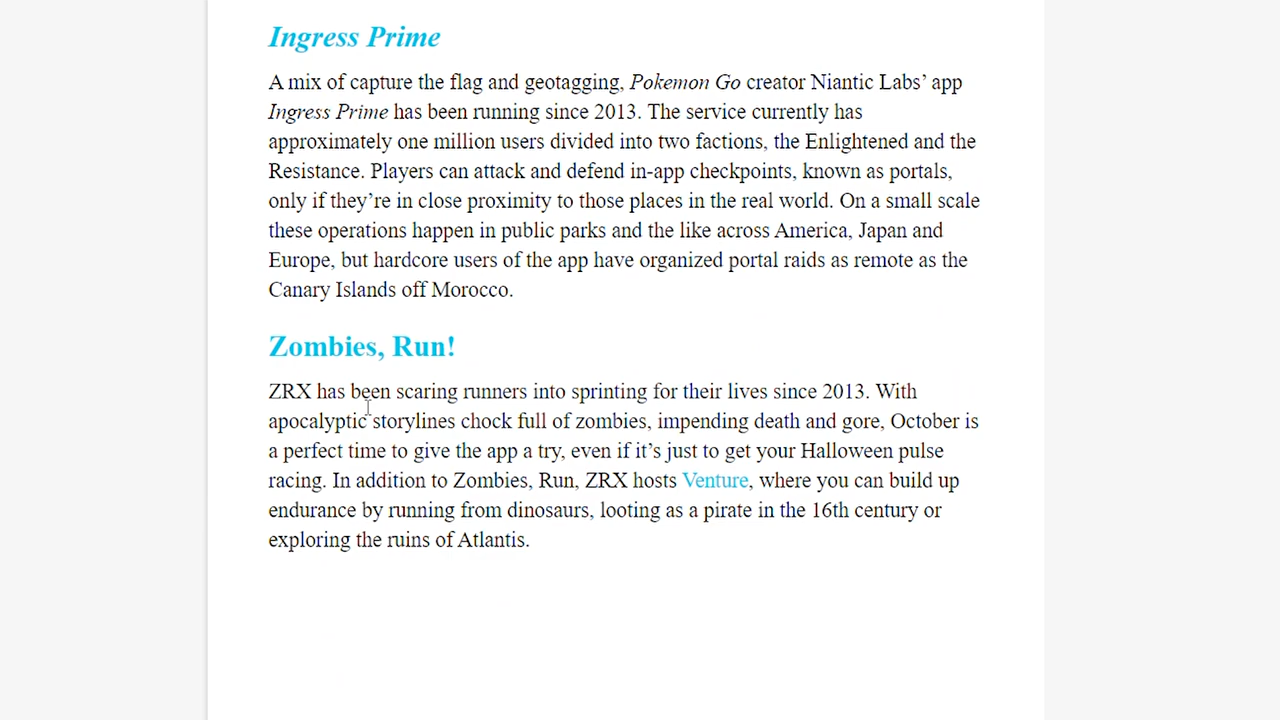 Ingress Prime
A mix of capture the flag and geotagging, Pokemon Go creator Niantic Labs’ app
Ingress Prime has been running since 2013. The service currently has
approximately one million users divided into two factions, the Enlightened and the
Resistance. Players can attack and defend in-app checkpoints, known as portals,
only if they’re in close proximity to those places in the real world. On a small scale
these operations happen in public parks and the like across America, Japan and
Europe, but hardcore users of the app have organized portal raids as remote as the
Canary Islands off Morocco.
Zombies, Run!
ZRX has been scaring runners into sprinting for their lives since 2013. With
apocalyptic storylines chock full of zombies, impending death and gore, October is
a perfect time to give the app a try, even if it’s just to get your Halloween pulse
racing. In addition to Zombies, Run, ZRX hosts Venture, where you can build up
endurance by running from dinosaurs, looting as a pirate in the 16th century or
exploring the ruins of Atlantis.